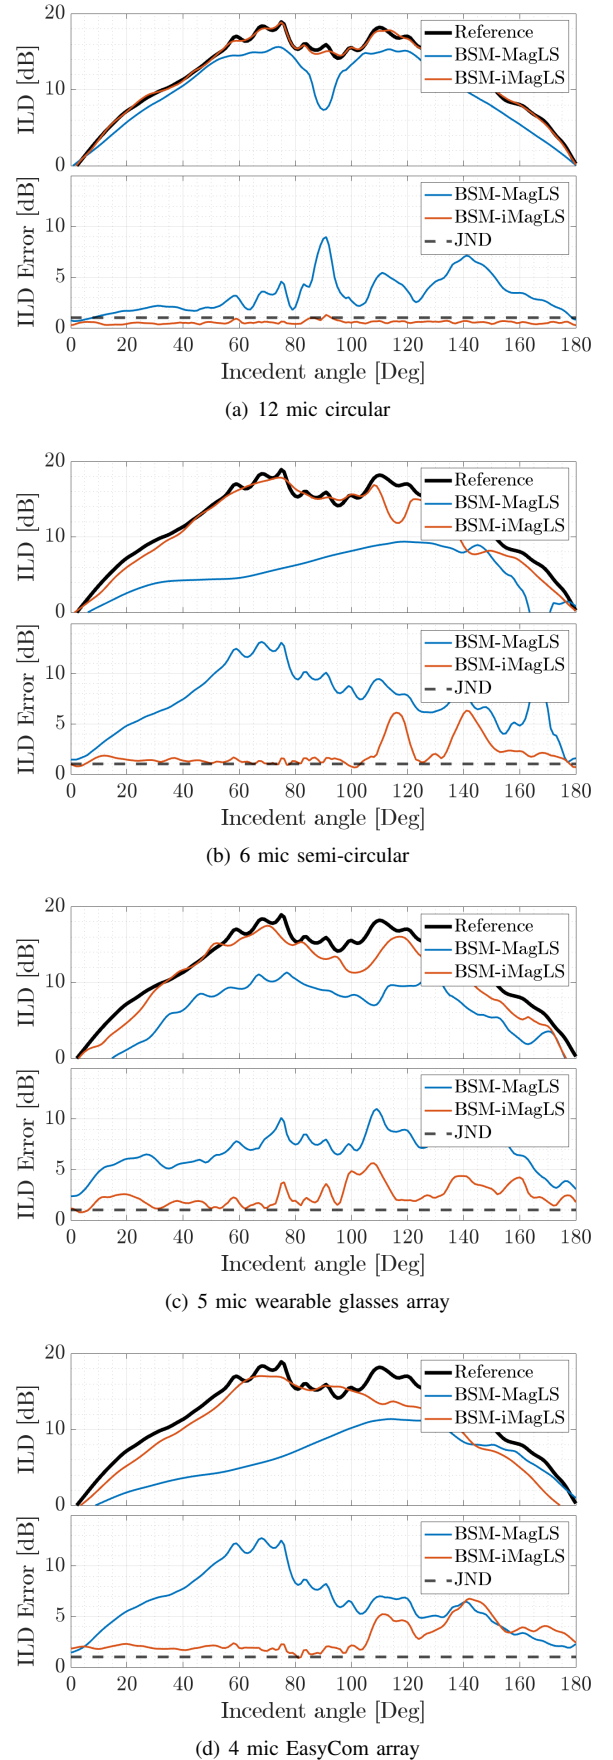 20
10
0
ILD [dB]
Reference
BSM-MagLS
BSM-iMagLS
10
5
0
ILD Error [dB]
BSM-MagLS
BSM-iMagLS
JND
0 20 40 60 80 100 120 140 160 180
Incedent angle [Deg]
(a) 12 mic circular
20
10
0
ILD [dB]
Reference
BSM-MagLS
BSM-iMagLS
10
5
0
ILD Error [dB]
BSM-MagLS
BSM-iMagLS
JND
0 20 40 60 80 100 120 140 160 180
Incedent angle [Deg]
(b) 6 mic semi-circular
20
10
0
ILD [dB]
Reference
BSM-MagLS
BSM-iMagLS
10
5
0
ILD Error [dB]
BSM-MagLS
BSM-iMagLS
JND
0 20 40 60 80 100 120 140 160 180
Incedent angle [Deg]
(c) 5 mic wearable glasses array
20
10
0
ILD [dB]
Reference
BSM-MagLS
BSM-iMagLS
10
5
0
ILD Error [dB]
BSM-MagLS
BSM-iMagLS
JND
0 20 40 60 80 100 120 140 160 180
Incedent angle [Deg]
(d) 4 mic EasyCom array